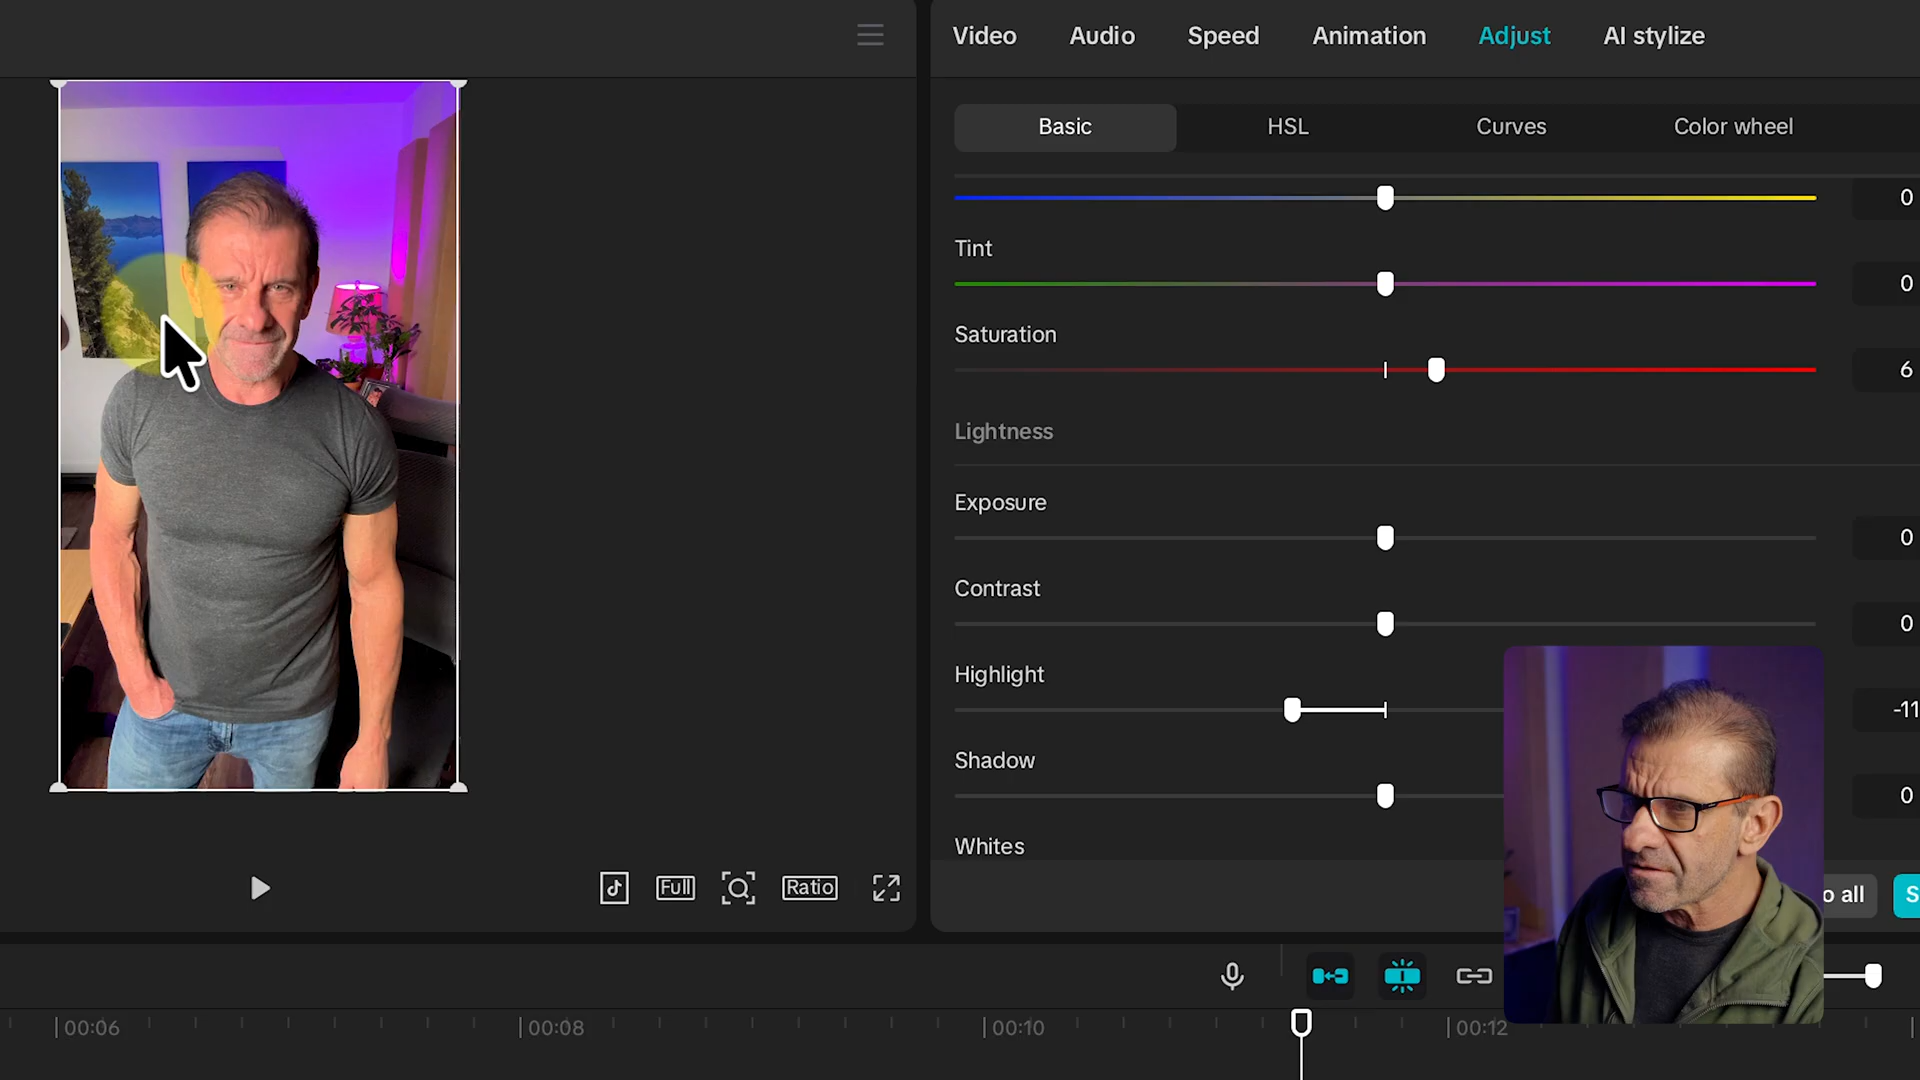 Video Audio Speed Animation Adjust AI stylize
Basic HSL Curves Color wheel
0
Tint
0
Saturation
6
Lightness
Exposure
0
Contrast
0
Highlight
-11
Shadow
0
Whites
Full Ratio
o all S
00:06 00:08 00:10 00:12